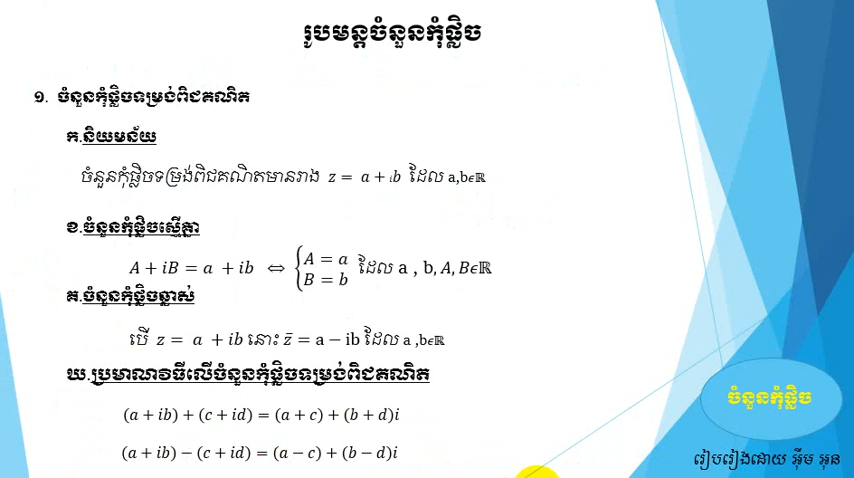 រូបមន្តចំនួនកុំផ្លិច
១. ចំនួនកុំផ្លិចទម្រង់ពិជគណិត
ក.និយមន័យ
ចំនួនកុំផ្លិចទម្រង់ពិជគណិតមានរាង z = a + ib ដែល a,bϵℝ
ខ.ចំនួនកុំផ្លិចស្មើគ្នា
A + iB = a + ib ⇔ {A = a B = b ដែល a , b, A, Bϵℝ
គ.ចំនួនកុំផ្លិចឆ្លាស់
បើ z = a + ib នោះ z̄ = a − ib ដែល a ,bϵℝ
ឃ.ប្រមាណវិធីលើចំនួនកុំផ្លិចទម្រង់ពិជគណិត
(a + ib) + (c + id) = (a + c) + (b + d)i
(a + ib) − (c + id) = (a − c) + (b − d)i
ចំនួនកុំផ្លិច
រៀបរៀងដោយ អុឹម អុន